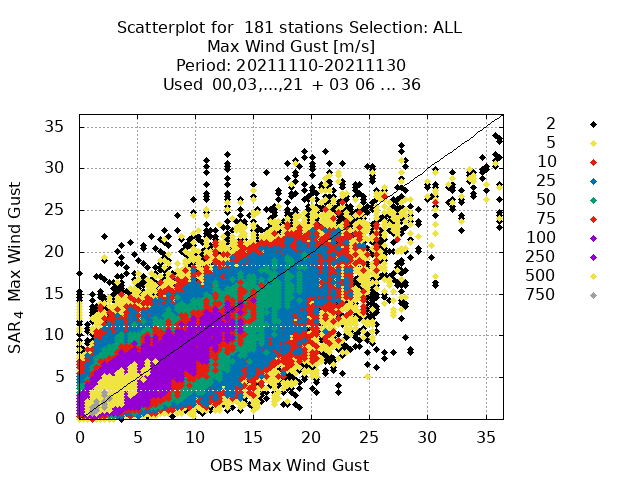 Scatterplot for 181 stations Selection: ALL
Max Wind Gust [m/s]
Period: 20211110-20211130
Used 00,03,...,21 + 03 06 ... 36
SAR4 Max Wind Gust
35
30
25
20
15
10
5
0
0 5 10 15 20 25 30 35
OBS Max Wind Gust
2
5
10
25
50
75
100
250
500
750